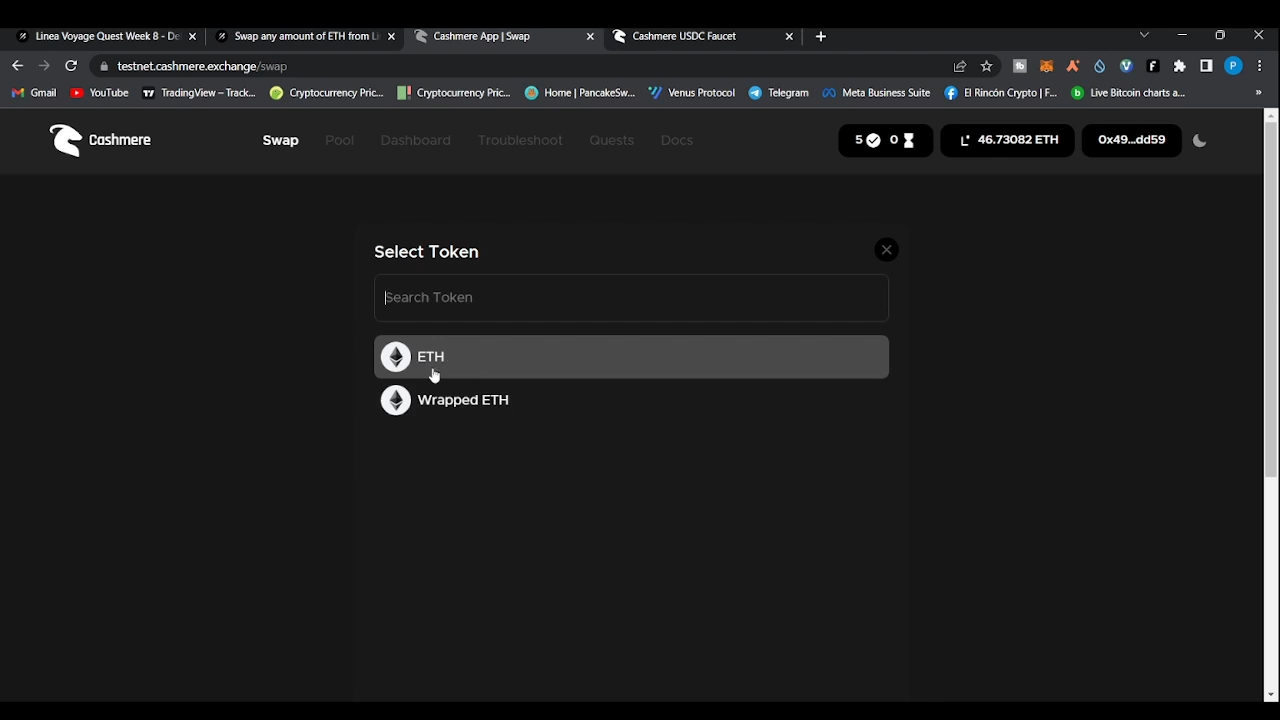 Linea Voyage Quest Week 8 - De
Swap any amount of ETH from Li
Cashmere App | Swap
Cashmere USDC Faucet
testnet.cashmere.exchange/swap
Gmail
YouTube
TradingView – Track...
Cryptocurrency Pric...
Cryptocurrency Pric...
Home | PancakeSw...
Venus Protocol
Telegram
Meta Business Suite
El Rincón Crypto | F...
Live Bitcoin charts a...
»
Cashmere
Swap
Pool
Dashboard
Troubleshoot
Quests
Docs
5 0
46.73082 ETH
0x49...dd59
Select Token
Search Token
ETH
Wrapped ETH